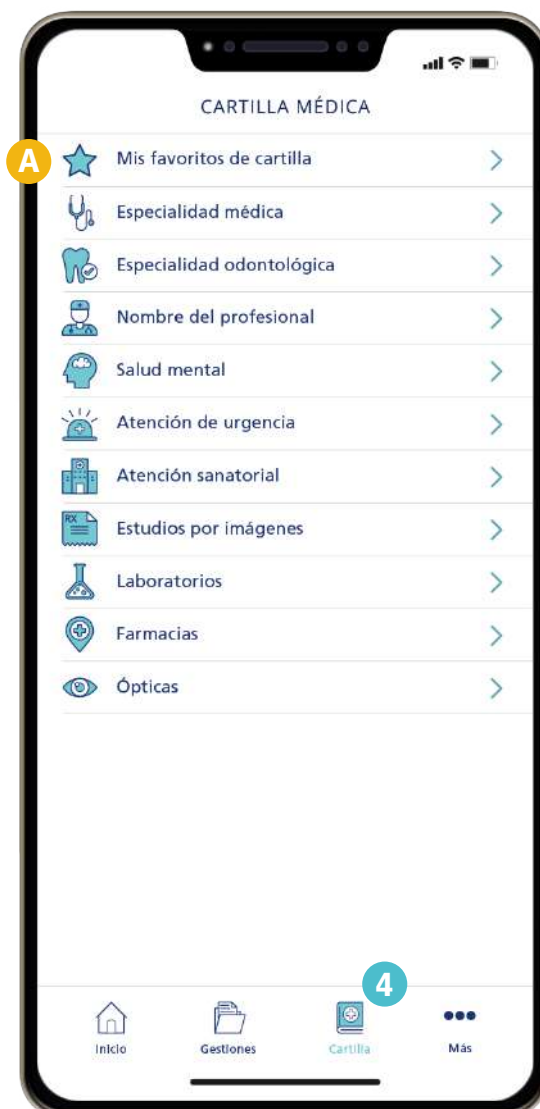 CARTILLA MÉDICA
A
Mis favoritos de cartilla
Especialidad médica
Especialidad odontológica
Nombre del profesional
Salud mental
Atención de urgencia
Atención sanatorial
RX
Estudios por imágenes
Laboratorios
Farmacias
Ópticas
4
Inicio Gestiones Cartilla Más